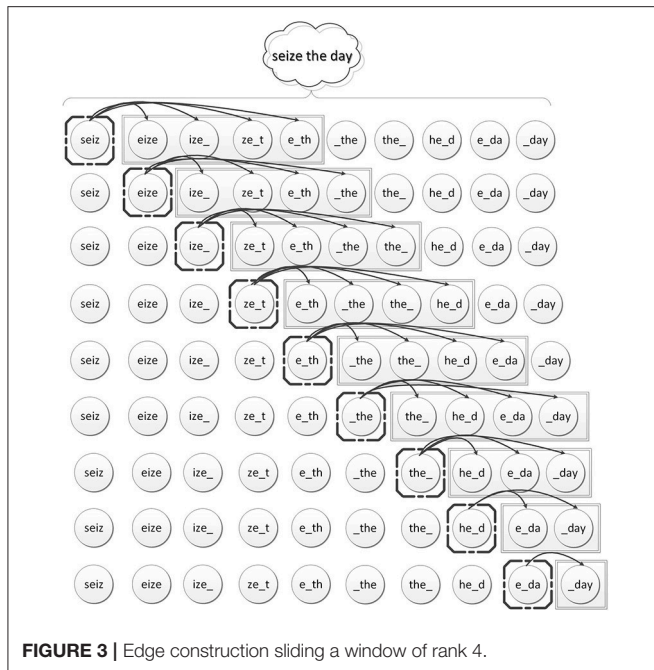 seize the day
seiz eize ize_ ze_t e_th _the the_ he_d e_da _day
seiz eize ize_ ze_t e_th _the the_ he_d e_da _day
seiz eize ize_ ze_t e_th _the the_ he_d e_da _day
seiz eize ize_ ze_t e_th _the the_ he_d e_da _day
seiz eize ize_ ze_t e_th _the the_ he_d e_da _day
seiz eize ize_ ze_t e_th _the the_ he_d e_da _day
seiz eize ize_ ze_t e_th _the the_ he_d e_da _day
seiz eize ize_ ze_t e_th _the the_ he_d e_da _day
seiz eize ize_ ze_t e_th _the the_ he_d e_da _day
FIGURE 3 | Edge construction sliding a window of rank 4.